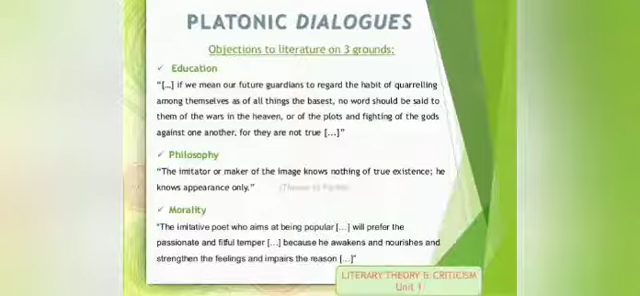 PLATONIC DIALOGUES
Objections to literature on 3 grounds:
✓ Education
"[…] if we mean our future guardians to regard the habit of quarrelling
among themselves as of all things the basest, no word should be said to
them of the wars in the heaven, or of the plots and fighting of the gods
against one another, for they are not true […]"
✓ Philosophy
"The imitator or maker of the image knows nothing of true existence; he
knows appearance only."
✓ Morality
"The imitative poet who aims at being popular […] will prefer the
passionate and fitful temper […] because he awakens and nourishes and
strengthen the feelings and impairs the reason […]"
LITERARY THEORY & CRITICISM
Unit 1